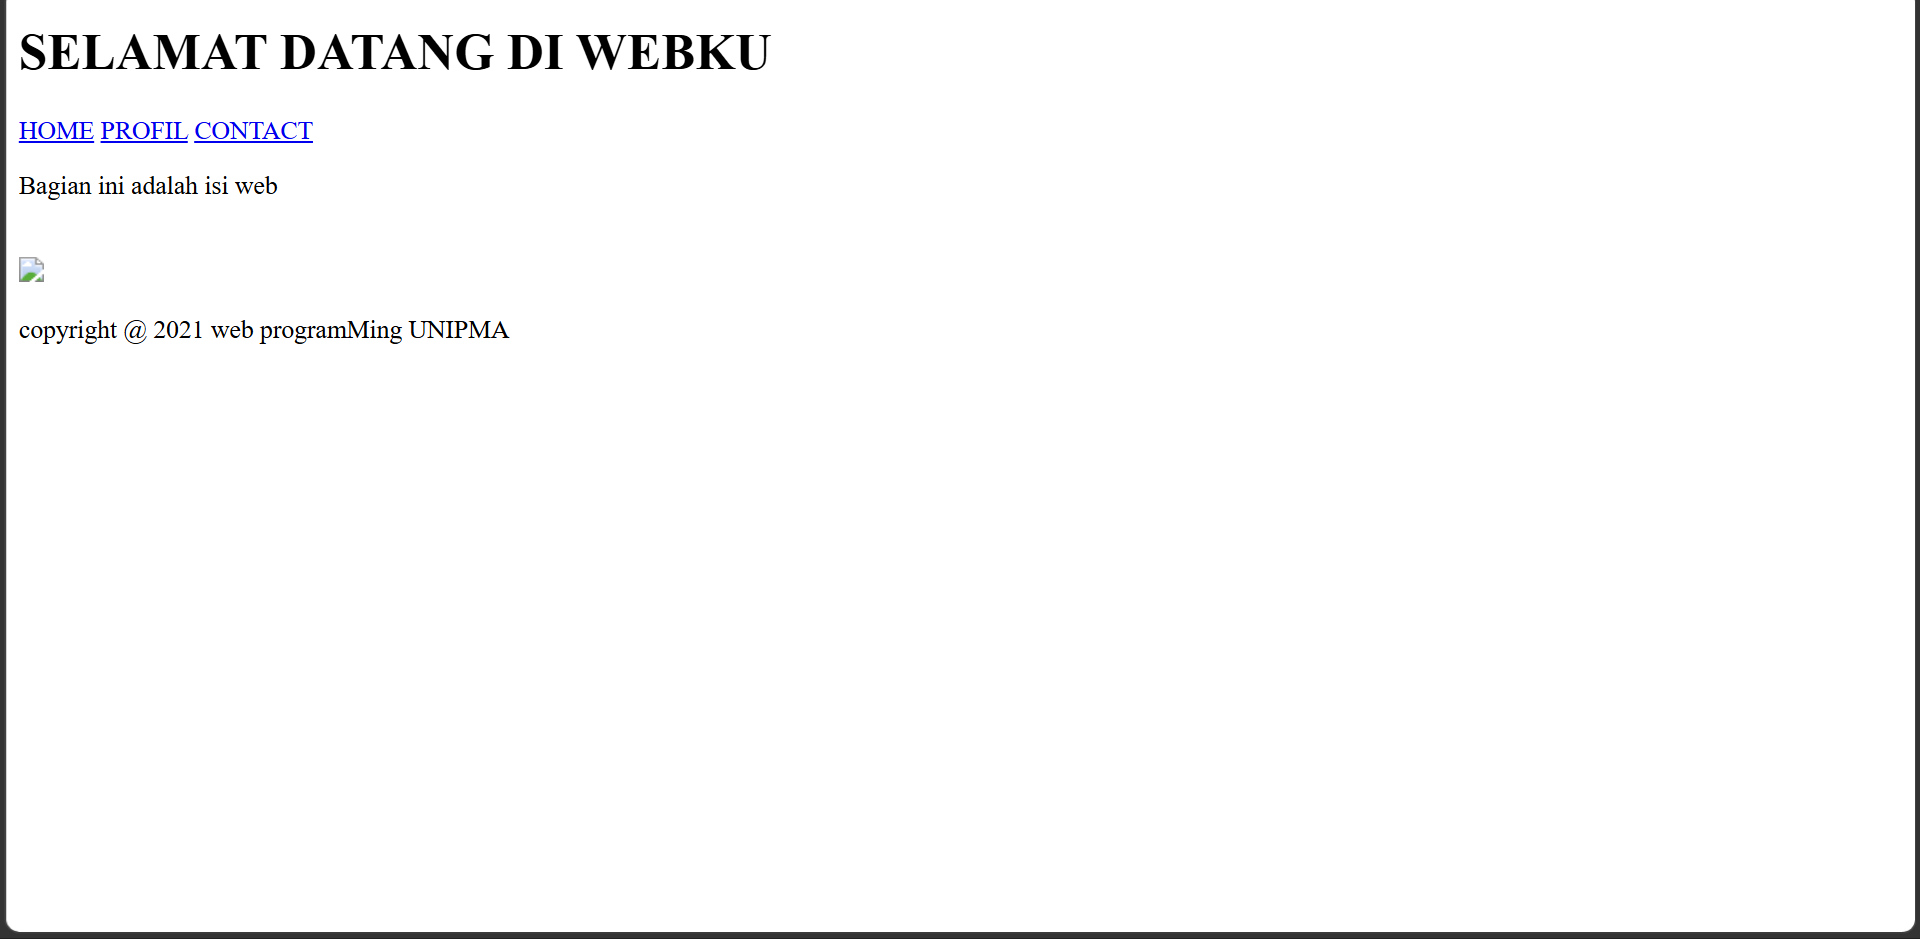 SELAMAT DATANG DI WEBKU
HOME PROFIL CONTACT
Bagian ini adalah isi web
copyright @ 2021 web programMing UNIPMA